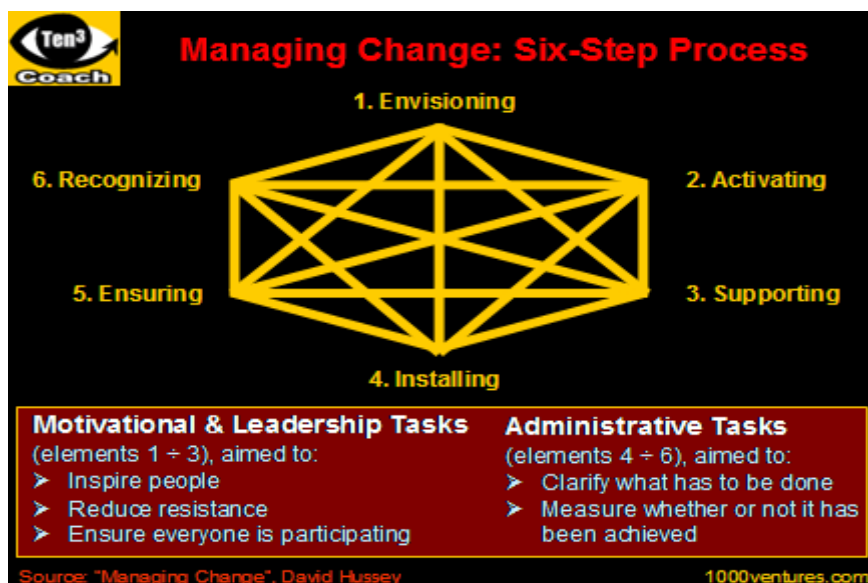 Ten³
Coach
Managing Change: Six-Step Process
1. Envisioning
6. Recognizing
2. Activating
5. Ensuring
3. Supporting
4. Installing
Motivational & Leadership Tasks
(elements 1 ÷ 3), aimed to:
➢ Inspire people
➢ Reduce resistance
➢ Ensure everyone is participating
Administrative Tasks
(elements 4 ÷ 6), aimed to:
➢ Clarify what has to be done
➢ Measure whether or not it has
been achieved
Source: "Managing Change", David Hussey
1000ventures.com